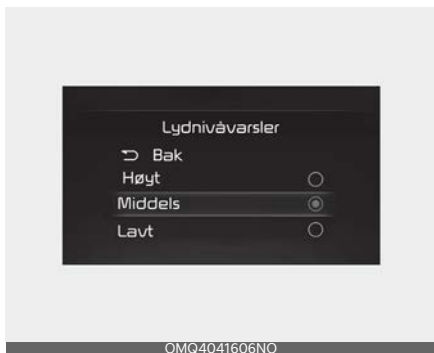 Lydnivåvarsler
Bak
Høyt
Middels
Lavt
OMQ4041606NO